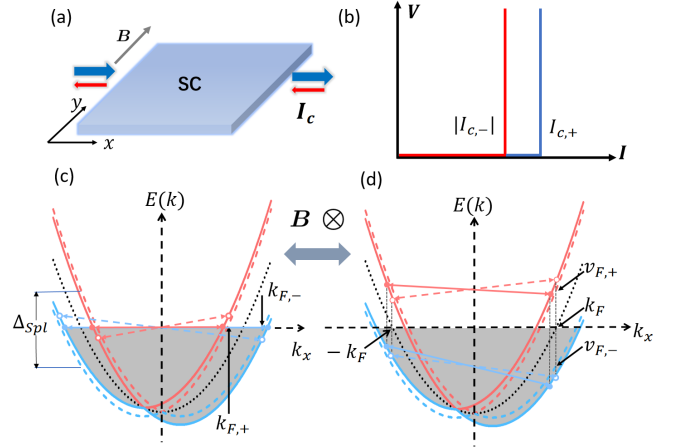 (a)
B
SC
I_c
y
x
(b)
V
|I_{c,-}|
I_{c,+}
I
(c)
E(k)
Δ_{Spl}
k_{F,-}
k_x
k_{F,+}
B ⊗
(d)
E(k)
v_{F,+}
k_F
-k_F
k_x
v_{F,-}